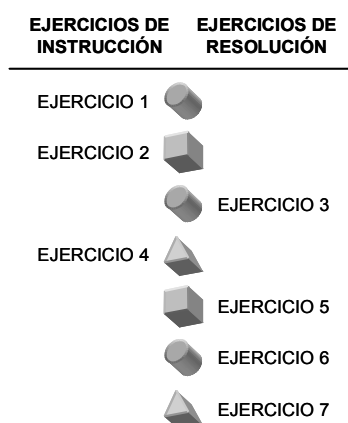 EJERCICIOS DE INSTRUCCIÓN
EJERCICIOS DE RESOLUCIÓN
EJERCICIO 1
EJERCICIO 2
EJERCICIO 3
EJERCICIO 4
EJERCICIO 5
EJERCICIO 6
EJERCICIO 7